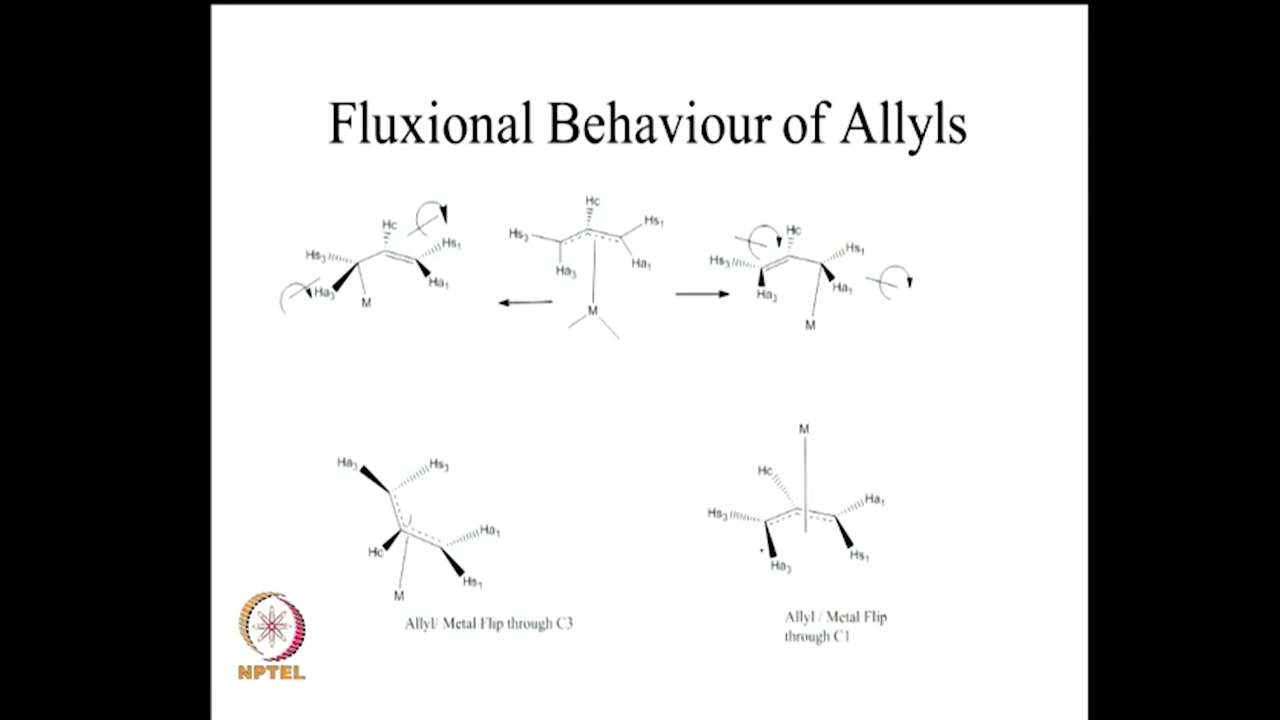 Fluxional Behaviour of Allyls
Hc
Hs₃
Hs₁
Ha₃
Ha₁
M
Hc
Hs₃
Hs₁
Ha₃
Ha₁
M
Hc
Hs₃
Hs₁
Ha₃
Ha₁
M
Ha₃
Hs₃
Hc
Ha₁
Hs₁
M
Allyl/ Metal Flip through C3
M
Hc
Hs₃
Ha₁
Ha₃
Hs₁
Allyl / Metal Flip
through C1
NPTEL